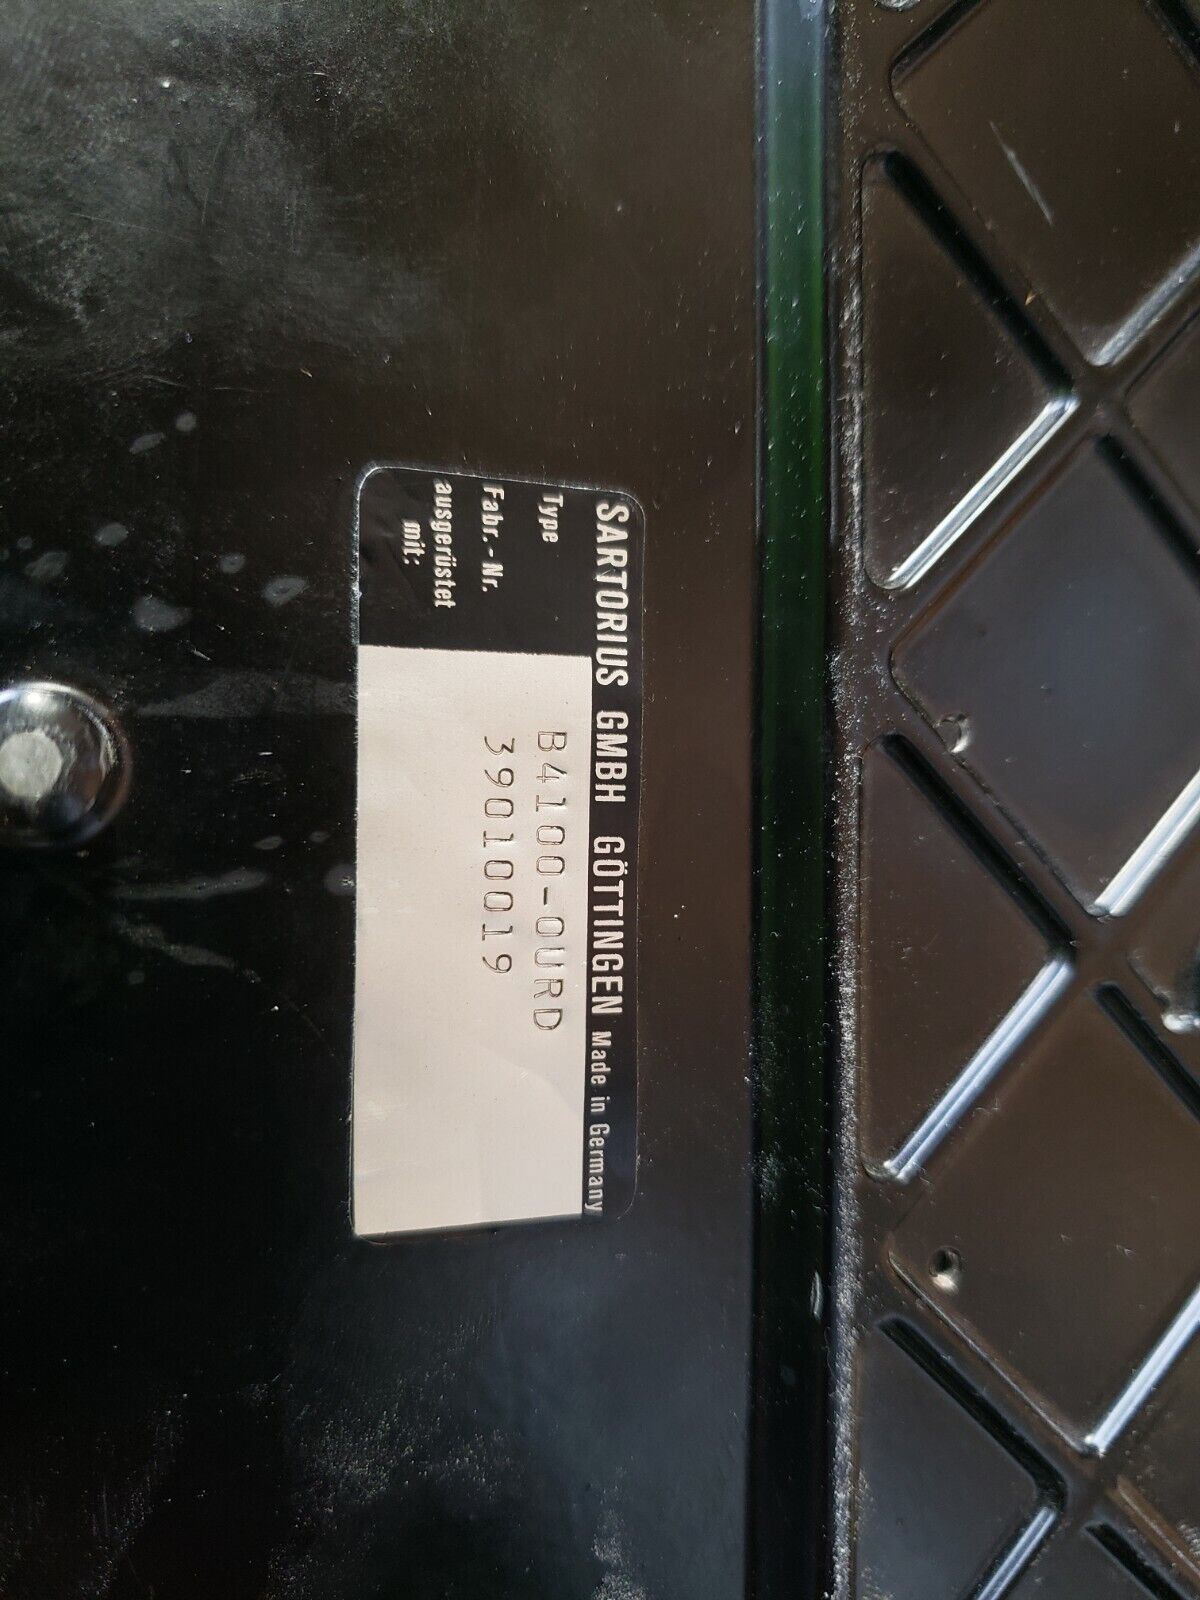 SARTORIUS GMBH GÖTTINGEN Made in Germany
Type B4100-OURD
Fabr.-Nr. 39010019
ausgerüstet
mit: